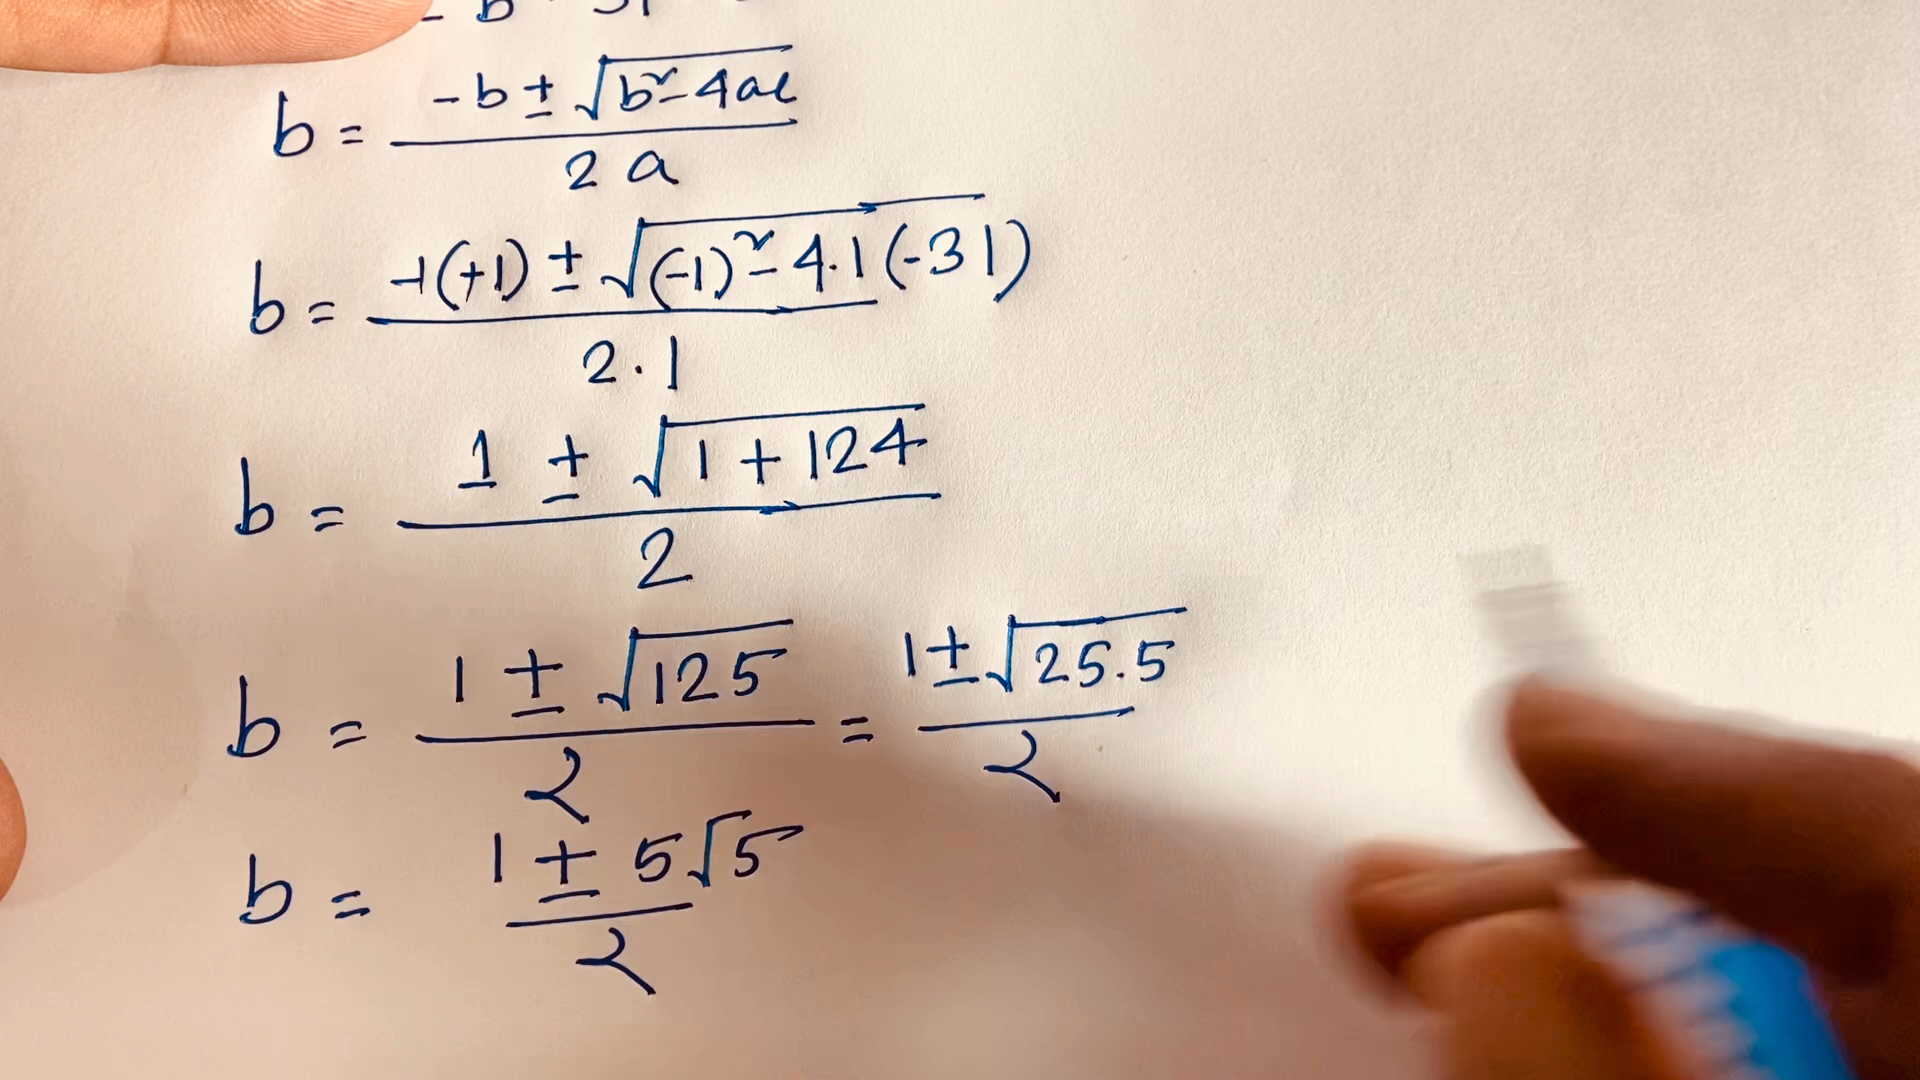 b = (-b ± √(b² - 4ac)) / 2a
b = (-1(+1) ± √((-1)² - 4.1(-31))) / 2.1
b = (1 ± √(1 + 124)) / 2
b = (1 ± √125) / 2 = (1 ± √(25.5)) / 2
b = (1 ± 5√5) / 2